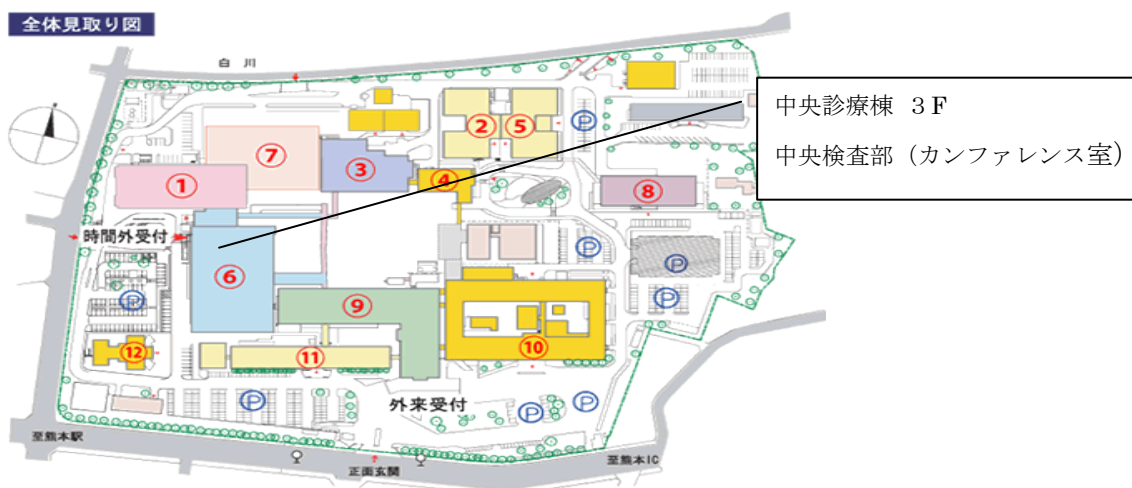 全体見取り図
白川
中央診療棟 3F
中央検査部（カンファレンス室）
②
⑤
Ⓟ
⑦
③
①
④
⑧
時間外受付
⑥
Ⓟ
Ⓟ
Ⓟ
Ⓟ
⑨
⑩
⑫
⑪
Ⓟ
外来受付
Ⓟ
Ⓟ
至熊本駅
正面玄関
至熊本IC